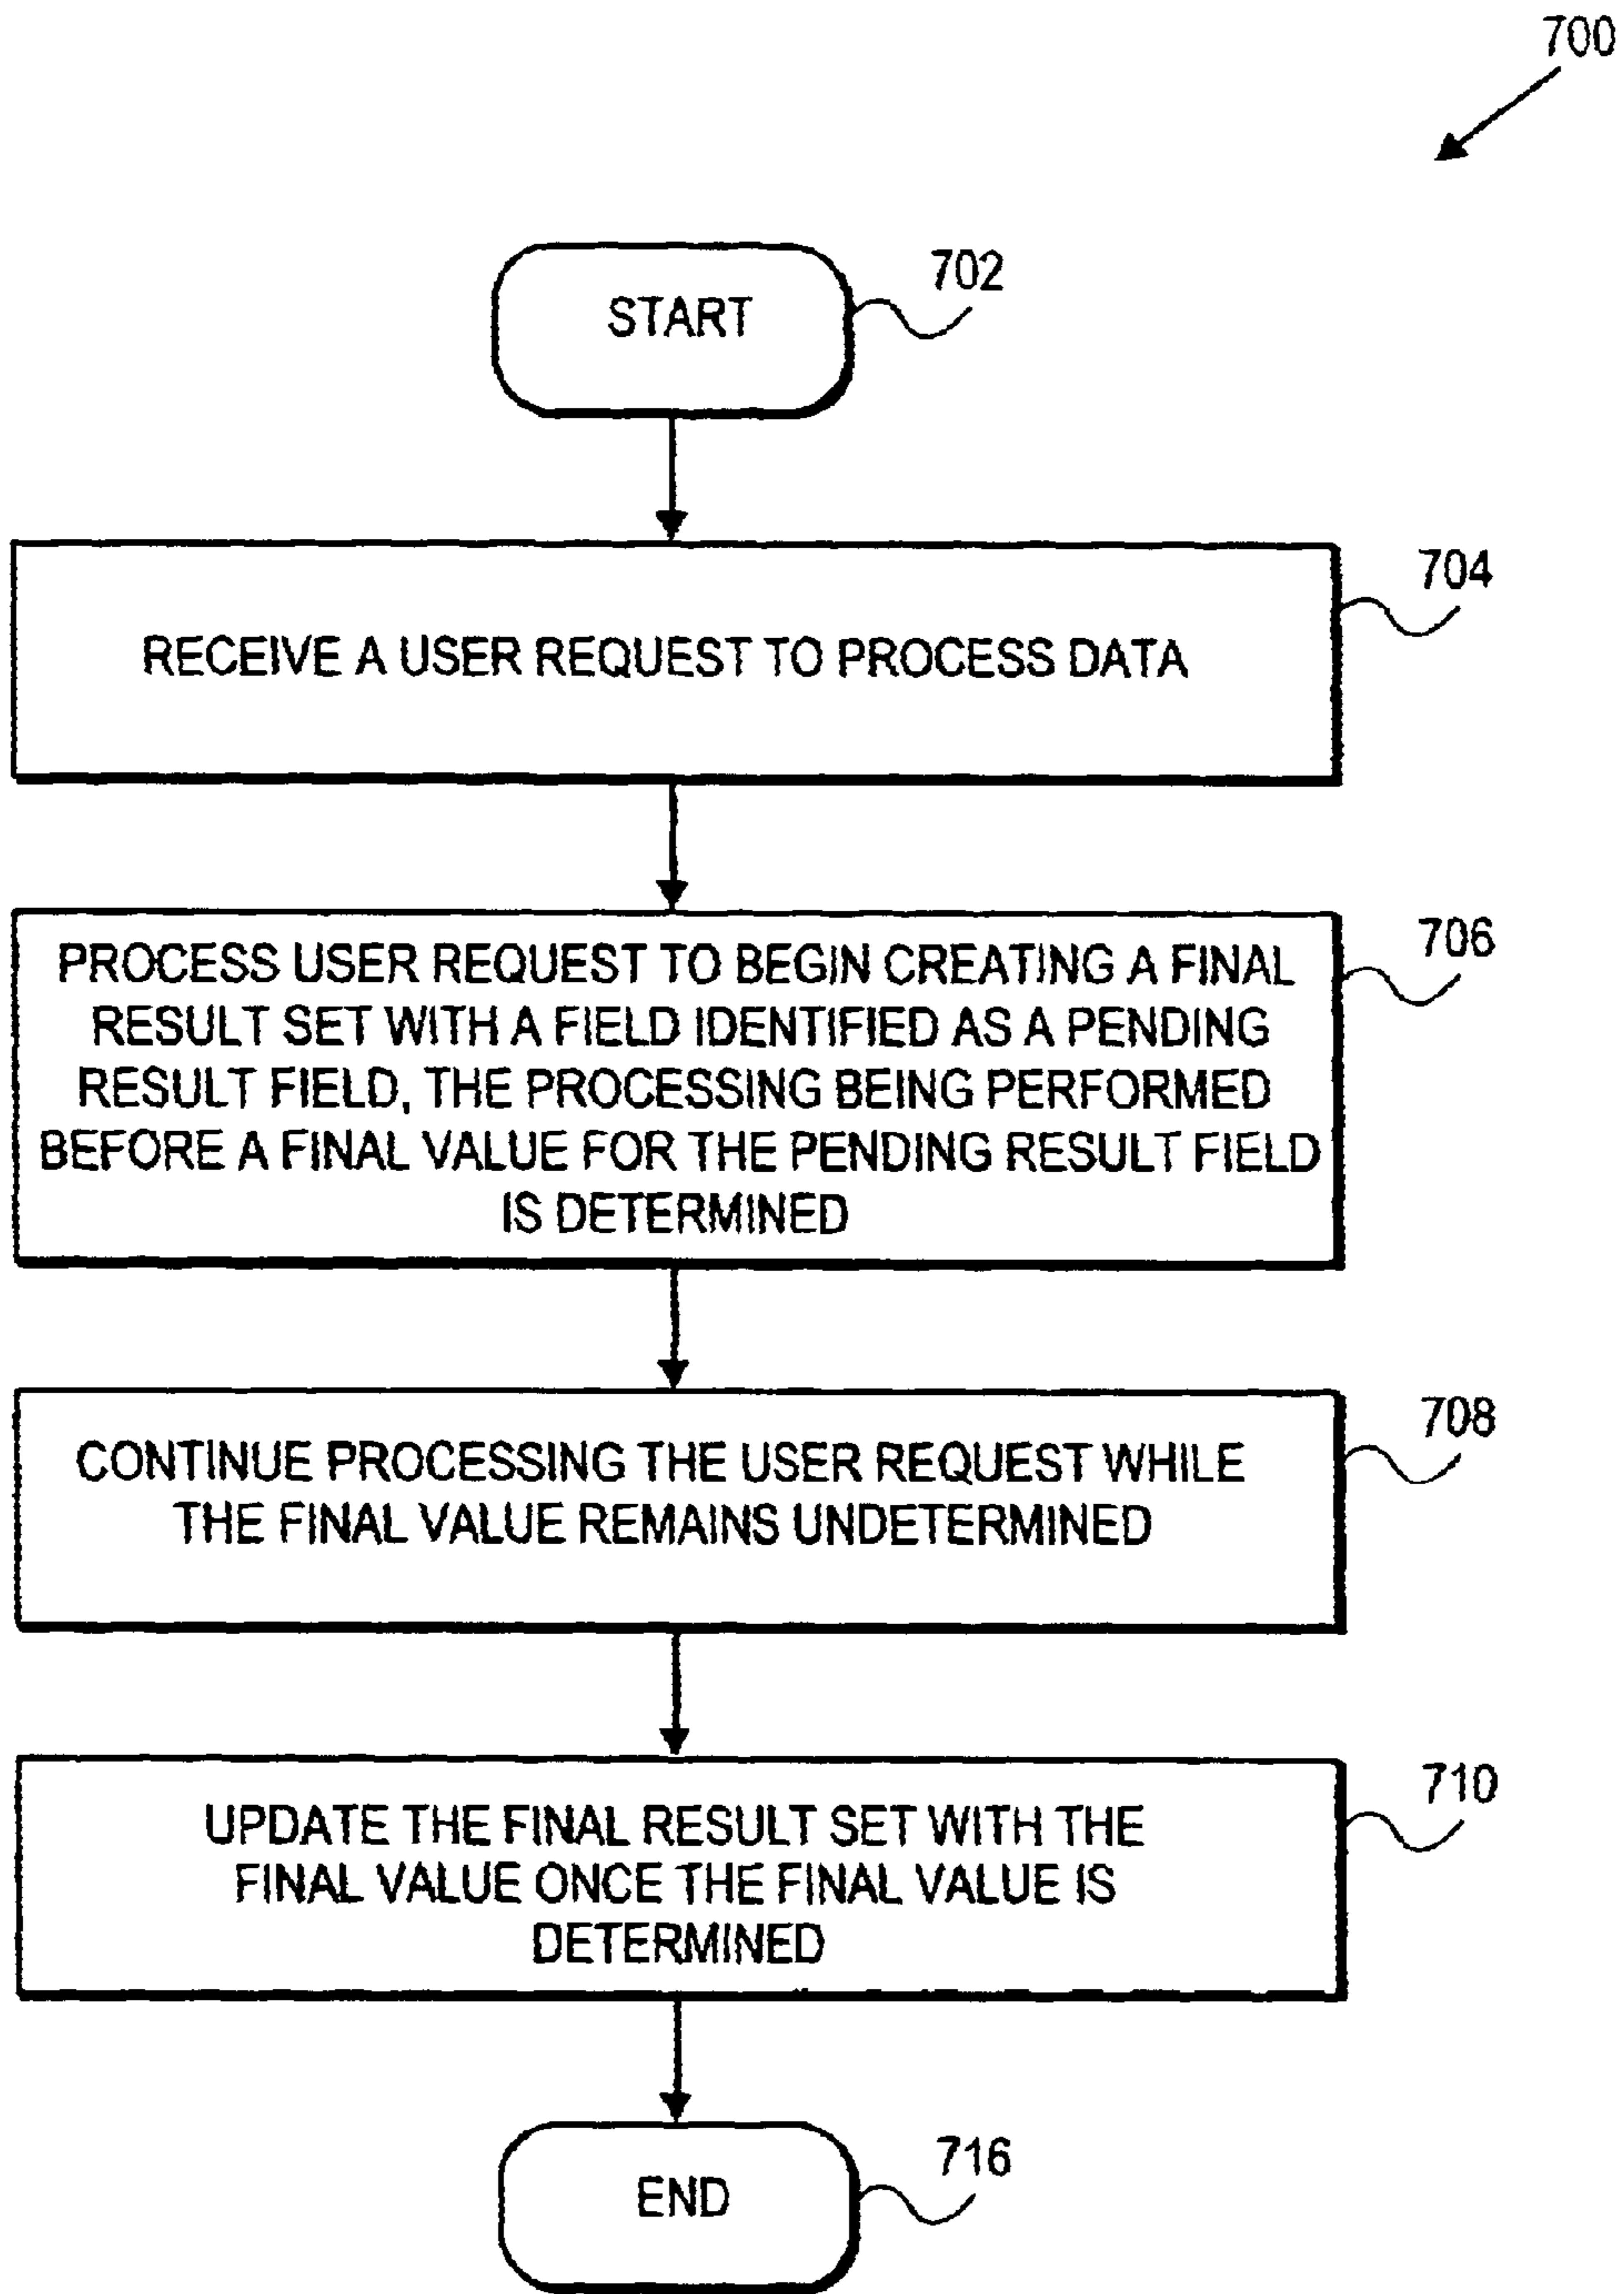 700
START
702
704
RECEIVE A USER REQUEST TO PROCESS DATA
706
PROCESS USER REQUEST TO BEGIN CREATING A FINAL
RESULT SET WITH A FIELD IDENTIFIED AS A PENDING
RESULT FIELD, THE PROCESSING BEING PERFORMED
BEFORE A FINAL VALUE FOR THE PENDING RESULT FIELD
IS DETERMINED
708
CONTINUE PROCESSING THE USER REQUEST WHILE
THE FINAL VALUE REMAINS UNDETERMINED
710
UPDATE THE FINAL RESULT SET WITH THE
FINAL VALUE ONCE THE FINAL VALUE IS
DETERMINED
716
END